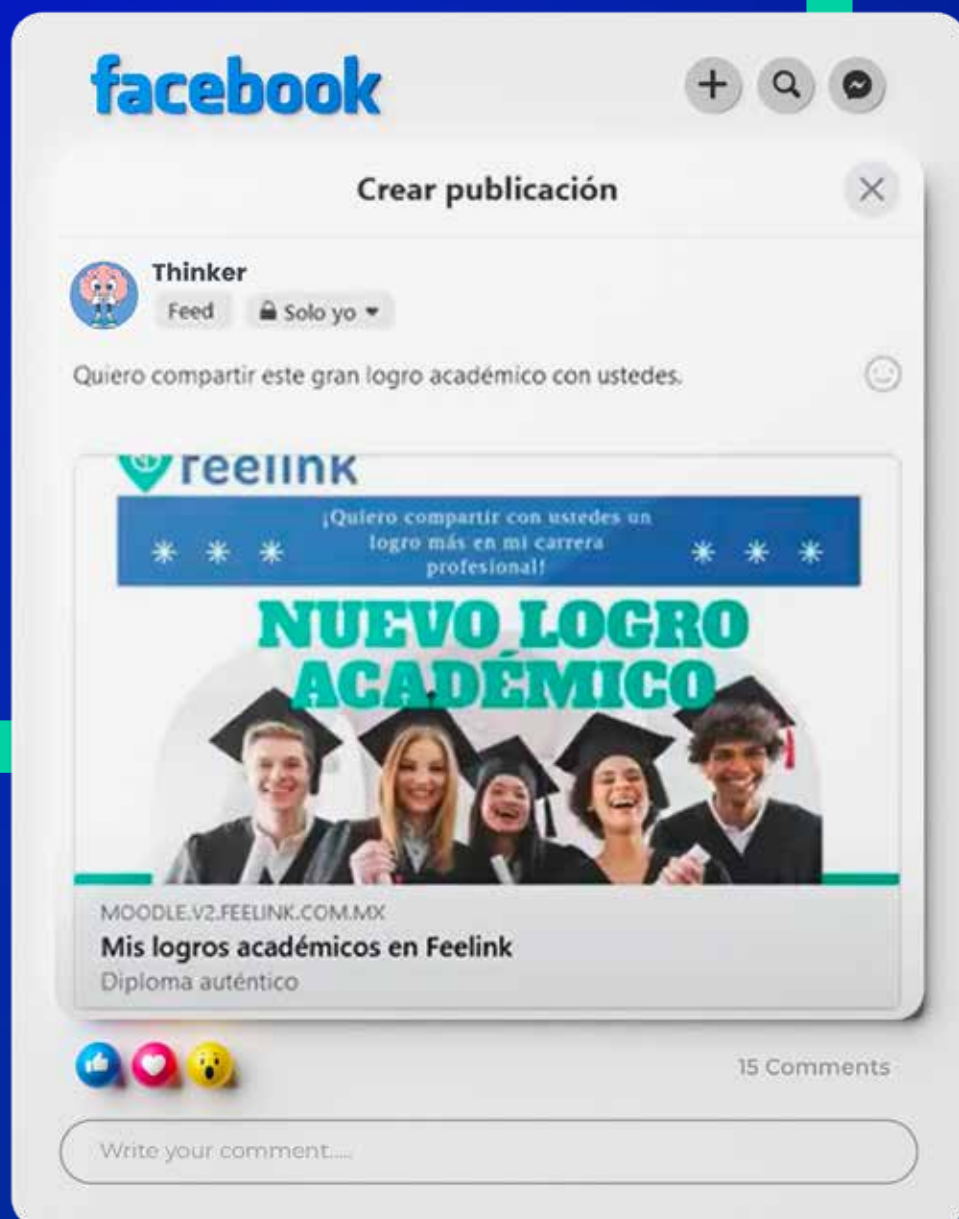 facebook
Crear publicación
Thinker
Feed
Solo yo
Quiero compartir este gran logro académico con ustedes.
feelink
¡Quiero compartir con ustedes un
logro más en mi carrera
profesional!
NUEVO LOGRO
ACADÉMICO
MOODLE.V2.FEELINK.COM.MX
Mis logros académicos en Feelink
Diploma auténtico
15 Comments
Write your comment.....